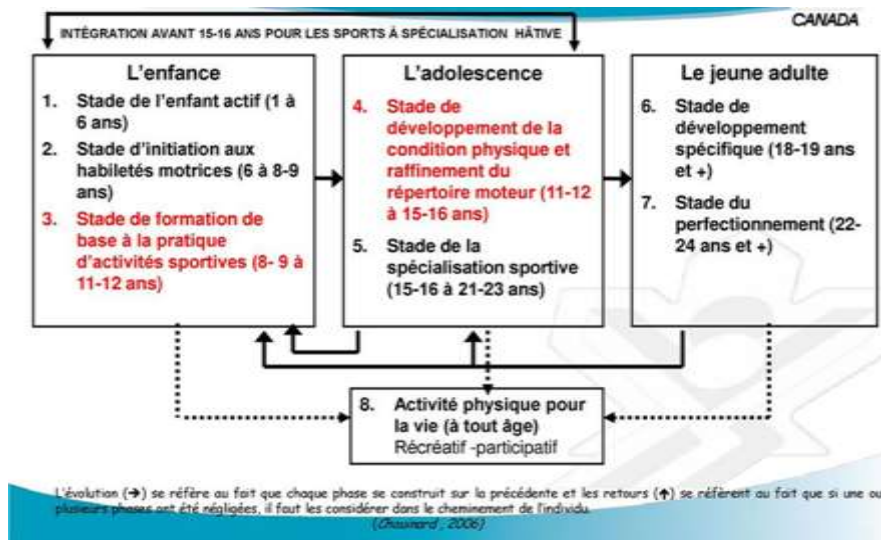 CANADA
INTÉGRATION AVANT 15-16 ANS POUR LES SPORTS À SPÉCIALISATION HÂTIVE
L'enfance
1. Stade de l'enfant actif (1 à
6 ans)
2. Stade d'initiation aux
habiletés motrices (6 à 8-9
ans)
3. Stade de formation de
base à la pratique
d'activités sportives (8- 9 à
11-12 ans)
L'adolescence
4. Stade de
développement de la
condition physique et
raffinement du
répertoire moteur (11-12
à 15-16 ans)
5. Stade de la
spécialisation sportive
(15-16 à 21-23 ans)
Le jeune adulte
6. Stade de
développement
spécifique (18-19 ans
et +)
7. Stade du
perfectionnement (22-
24 ans et +)
8. Activité physique pour
la vie (à tout âge)
Récréatif -participatif
L'évolution (→) se réfère au fait que chaque phase se construit sur la précédente et les retours (↑) se réfèrent au fait que si une ou
plusieurs phases ont été négligées, il faut les considérer dans le cheminement de l'individu.
(Chouinard , 2006)